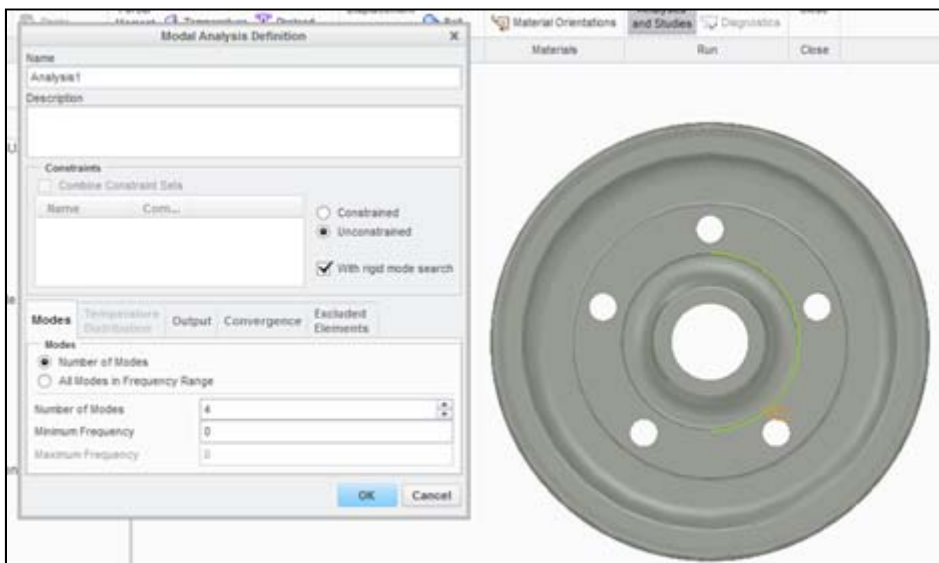 Temperature
Material Orientations
and Studies
Diagnostics
Materials
Run
Close
Modal Analysis Definition
Name
Analysis1
Description
Constraints
Combine Constraint Sets
Name Com...
Constrained
Unconstrained
With rigid mode search
Modes Temperature Distribution Output Convergence Excluded Elements
Modes
Number of Modes
All Modes in Frequency Range
Number of Modes 4
Minimum Frequency 0
Maximum Frequency 0
OK Cancel